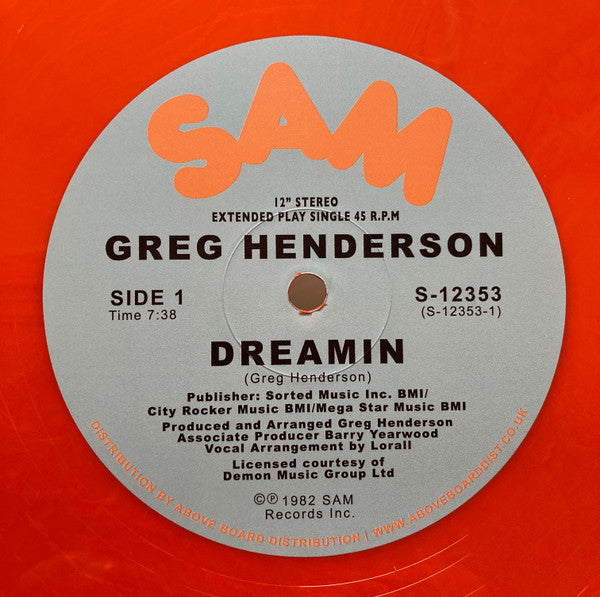 SAM
12" STEREO
EXTENDED PLAY SINGLE 45 R.P.M
GREG HENDERSON
SIDE 1
Time 7:38
S-12353
(S-12353-1)
DREAMIN
(Greg Henderson)
Publisher: Sorted Music Inc. BMI/
City Rocker Music BMI/Mega Star Music BMI
Produced and Arranged Greg Henderson
Associate Producer Barry Yearwood
Vocal Arrangement by Lorall
Licensed courtesy of
Demon Music Group Ltd
©℗ 1982 SAM
Records Inc.
DISTRIBUTION BY ABOVE BOARD DISTRIBUTION | WWW.ABOVEBOARDDIST.CO.UK